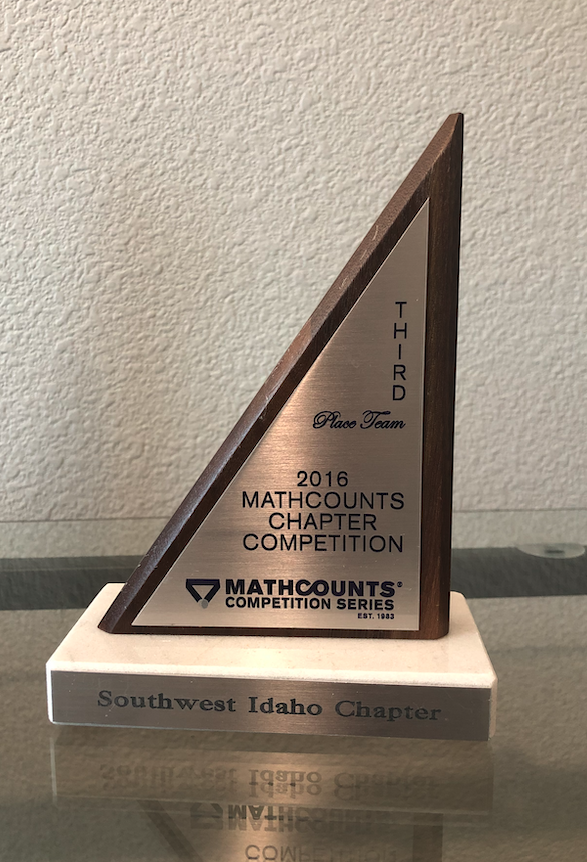 THIRD
Place Team
2016
MATHCOUNTS
CHAPTER
COMPETITION
MATHCOUNTS®
COMPETITION SERIES
EST. 1983
Southwest Idaho Chapter